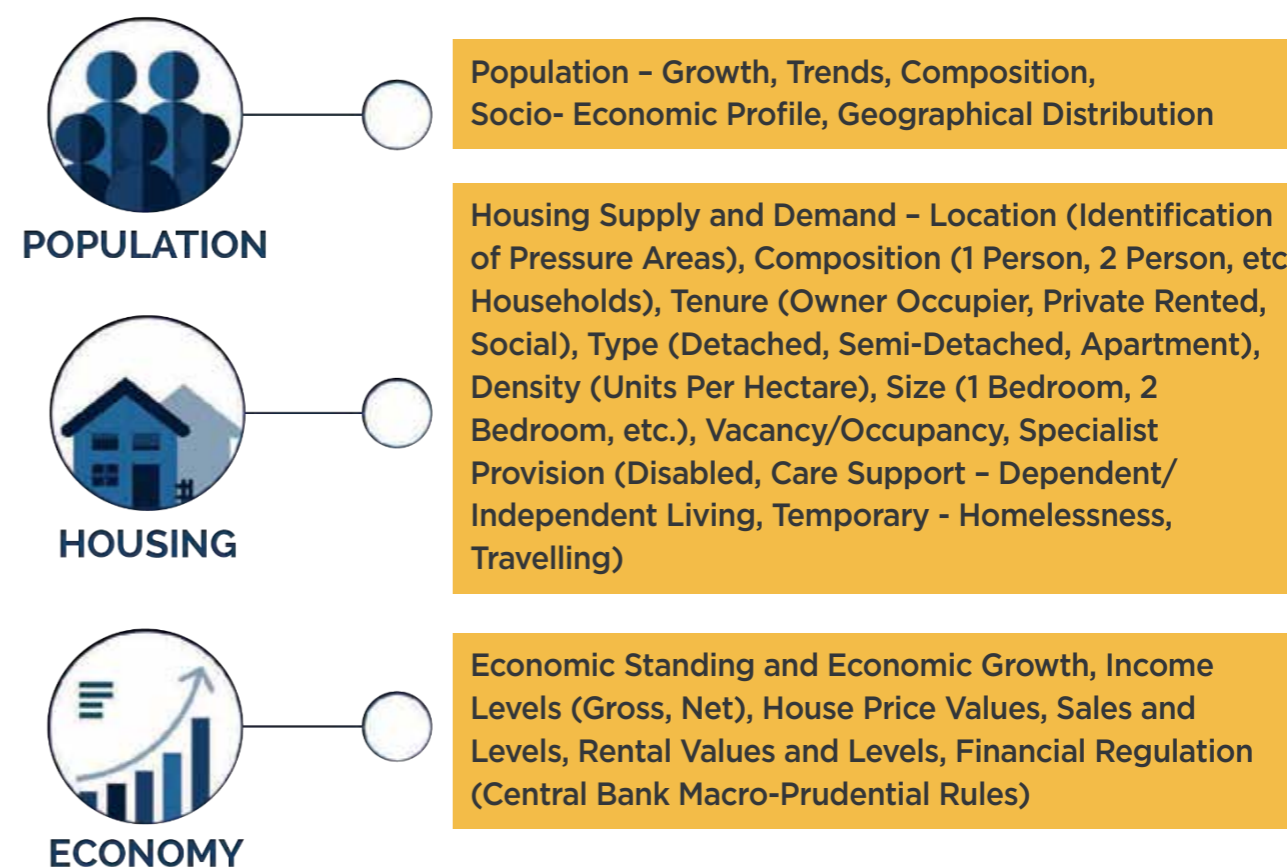 POPULATION
Population – Growth, Trends, Composition,
Socio- Economic Profile, Geographical Distribution
HOUSING
Housing Supply and Demand – Location (Identification
of Pressure Areas), Composition (1 Person, 2 Person, etc
Households), Tenure (Owner Occupier, Private Rented,
Social), Type (Detached, Semi-Detached, Apartment),
Density (Units Per Hectare), Size (1 Bedroom, 2
Bedroom, etc.), Vacancy/Occupancy, Specialist
Provision (Disabled, Care Support – Dependent/
Independent Living, Temporary - Homelessness,
Travelling)
ECONOMY
Economic Standing and Economic Growth, Income
Levels (Gross, Net), House Price Values, Sales and
Levels, Rental Values and Levels, Financial Regulation
(Central Bank Macro-Prudential Rules)